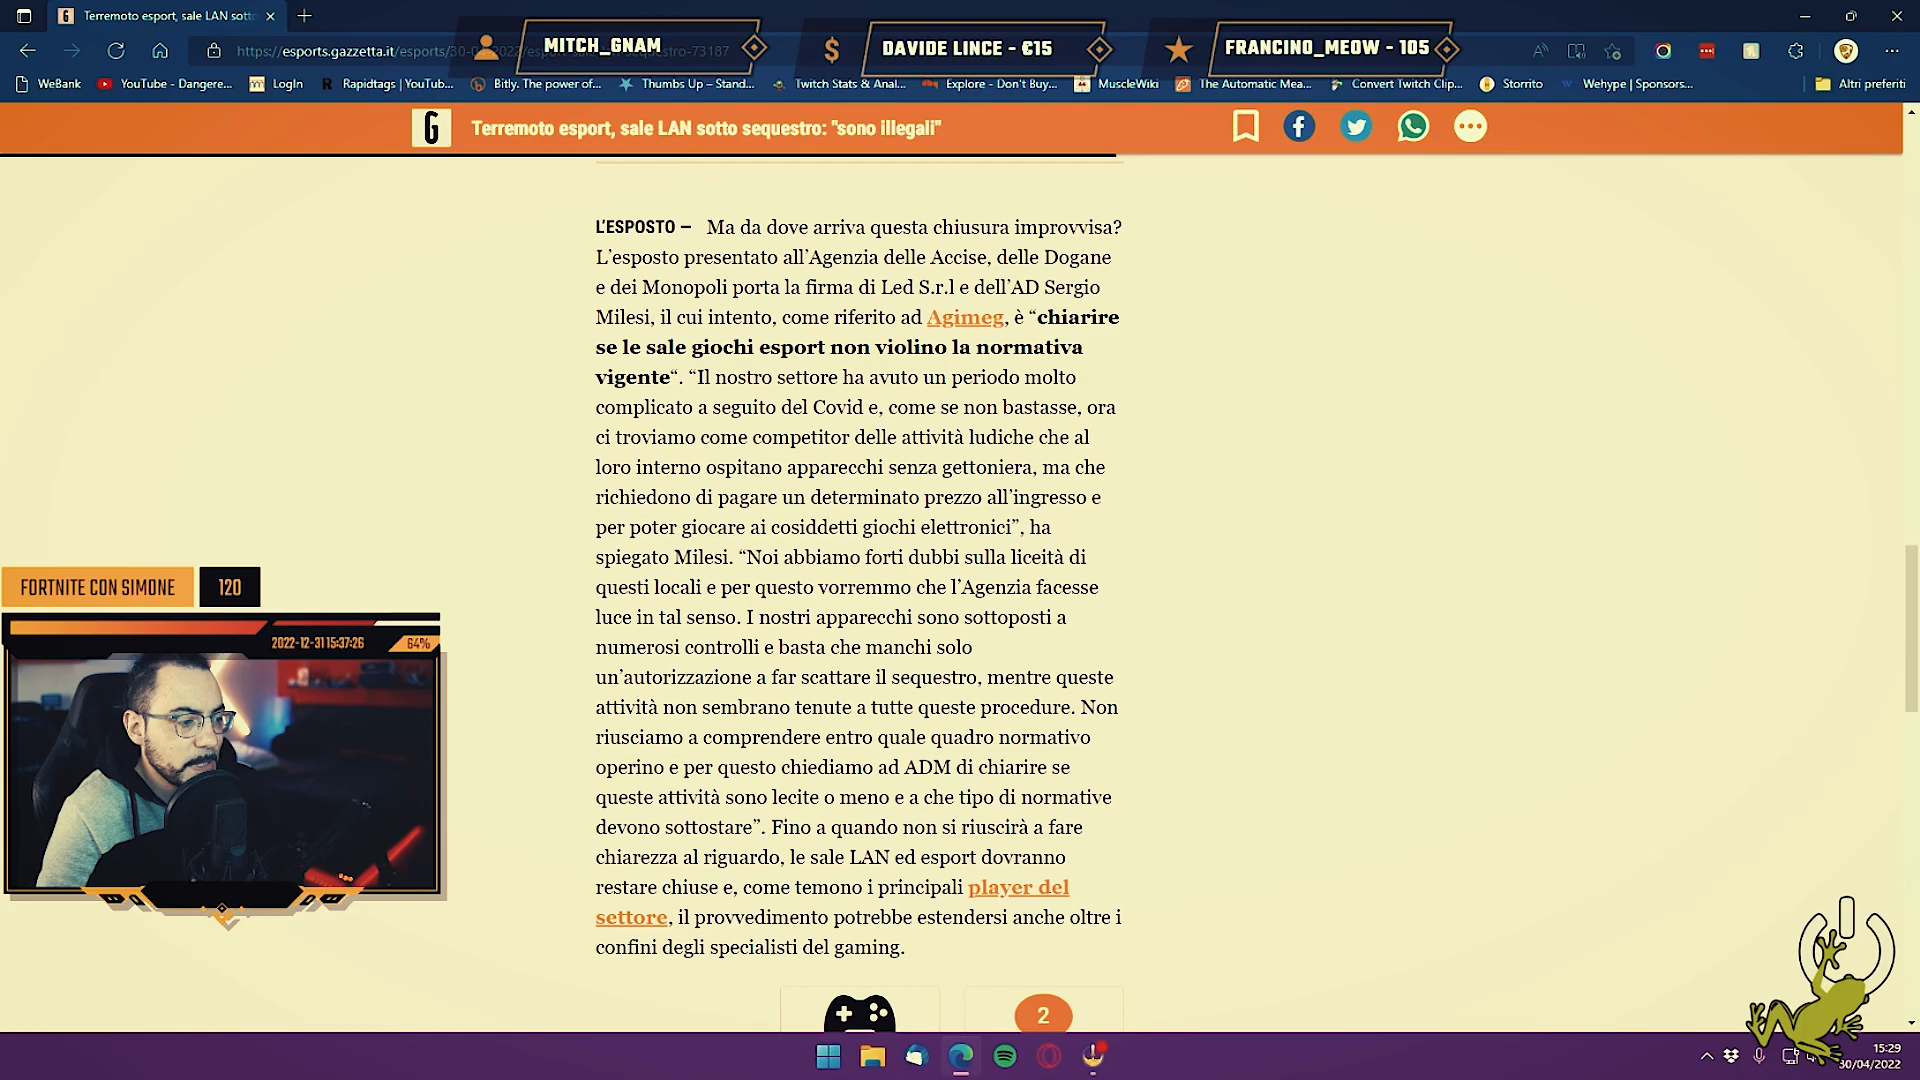 Terremoto esport, sale LAN sott
MITCH_GNAM
DAVIDE LINCE - €15
FRANCINO_MEOW - 105
https://esports.gazzetta.it/esports/30-0
2022/
questro-73187
WeBank
YouTube - Dangere...
LogIn
Rapidtags | YouTub...
Bitly. The power of...
Thumbs Up – Stand...
Twitch Stats & Anal...
Explore - Don't Buy...
MuscleWiki
The Automatic Mea...
Convert Twitch Clip...
Storrito
Wehype | Sponsors...
Altri preferiti
G
Terremoto esport, sale LAN sotto sequestro: "sono illegali"
L'ESPOSTO – Ma da dove arriva questa chiusura improvvisa?
L’esposto presentato all’Agenzia delle Accise, delle Dogane
e dei Monopoli porta la firma di Led S.r.l e dell’AD Sergio
Milesi, il cui intento, come riferito ad Agimeg, è “chiarire
se le sale giochi esport non violino la normativa
vigente“. “Il nostro settore ha avuto un periodo molto
complicato a seguito del Covid e, come se non bastasse, ora
ci troviamo come competitor delle attività ludiche che al
loro interno ospitano apparecchi senza gettoniera, ma che
richiedono di pagare un determinato prezzo all’ingresso e
per poter giocare ai cosiddetti giochi elettronici”, ha
spiegato Milesi. “Noi abbiamo forti dubbi sulla liceità di
questi locali e per questo vorremmo che l’Agenzia facesse
luce in tal senso. I nostri apparecchi sono sottoposti a
numerosi controlli e basta che manchi solo
un’autorizzazione a far scattare il sequestro, mentre queste
attività non sembrano tenute a tutte queste procedure. Non
riusciamo a comprendere entro quale quadro normativo
operino e per questo chiediamo ad ADM di chiarire se
queste attività sono lecite o meno e a che tipo di normative
devono sottostare”. Fino a quando non si riuscirà a fare
chiarezza al riguardo, le sale LAN ed esport dovranno
restare chiuse e, come temono i principali player del
settore, il provvedimento potrebbe estendersi anche oltre i
confini degli specialisti del gaming.
FORTNITE CON SIMONE
120
2022-12-31 15:37:26
64%
2
15:29
30/04/2022